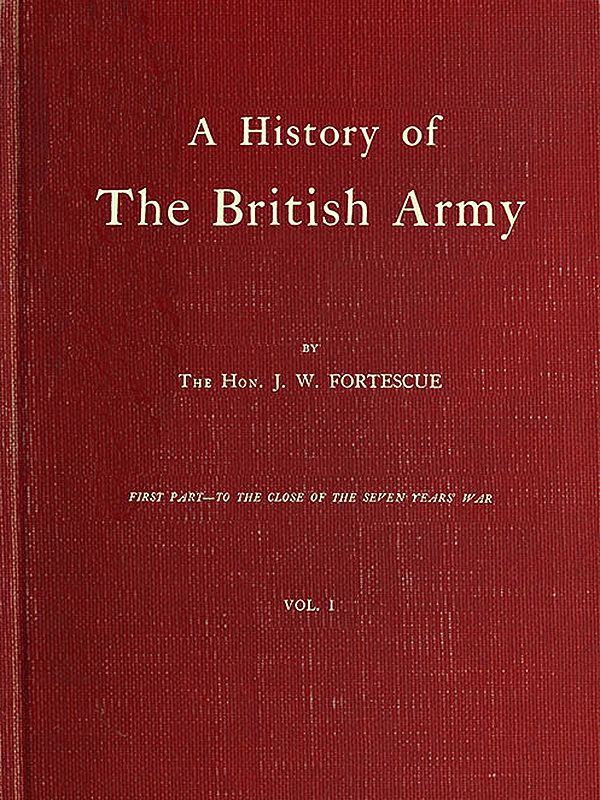 A History of
The British Army
BY
THE HON. J. W. FORTESCUE
FIRST PART—TO THE CLOSE OF THE SEVEN YEARS' WAR
VOL. I